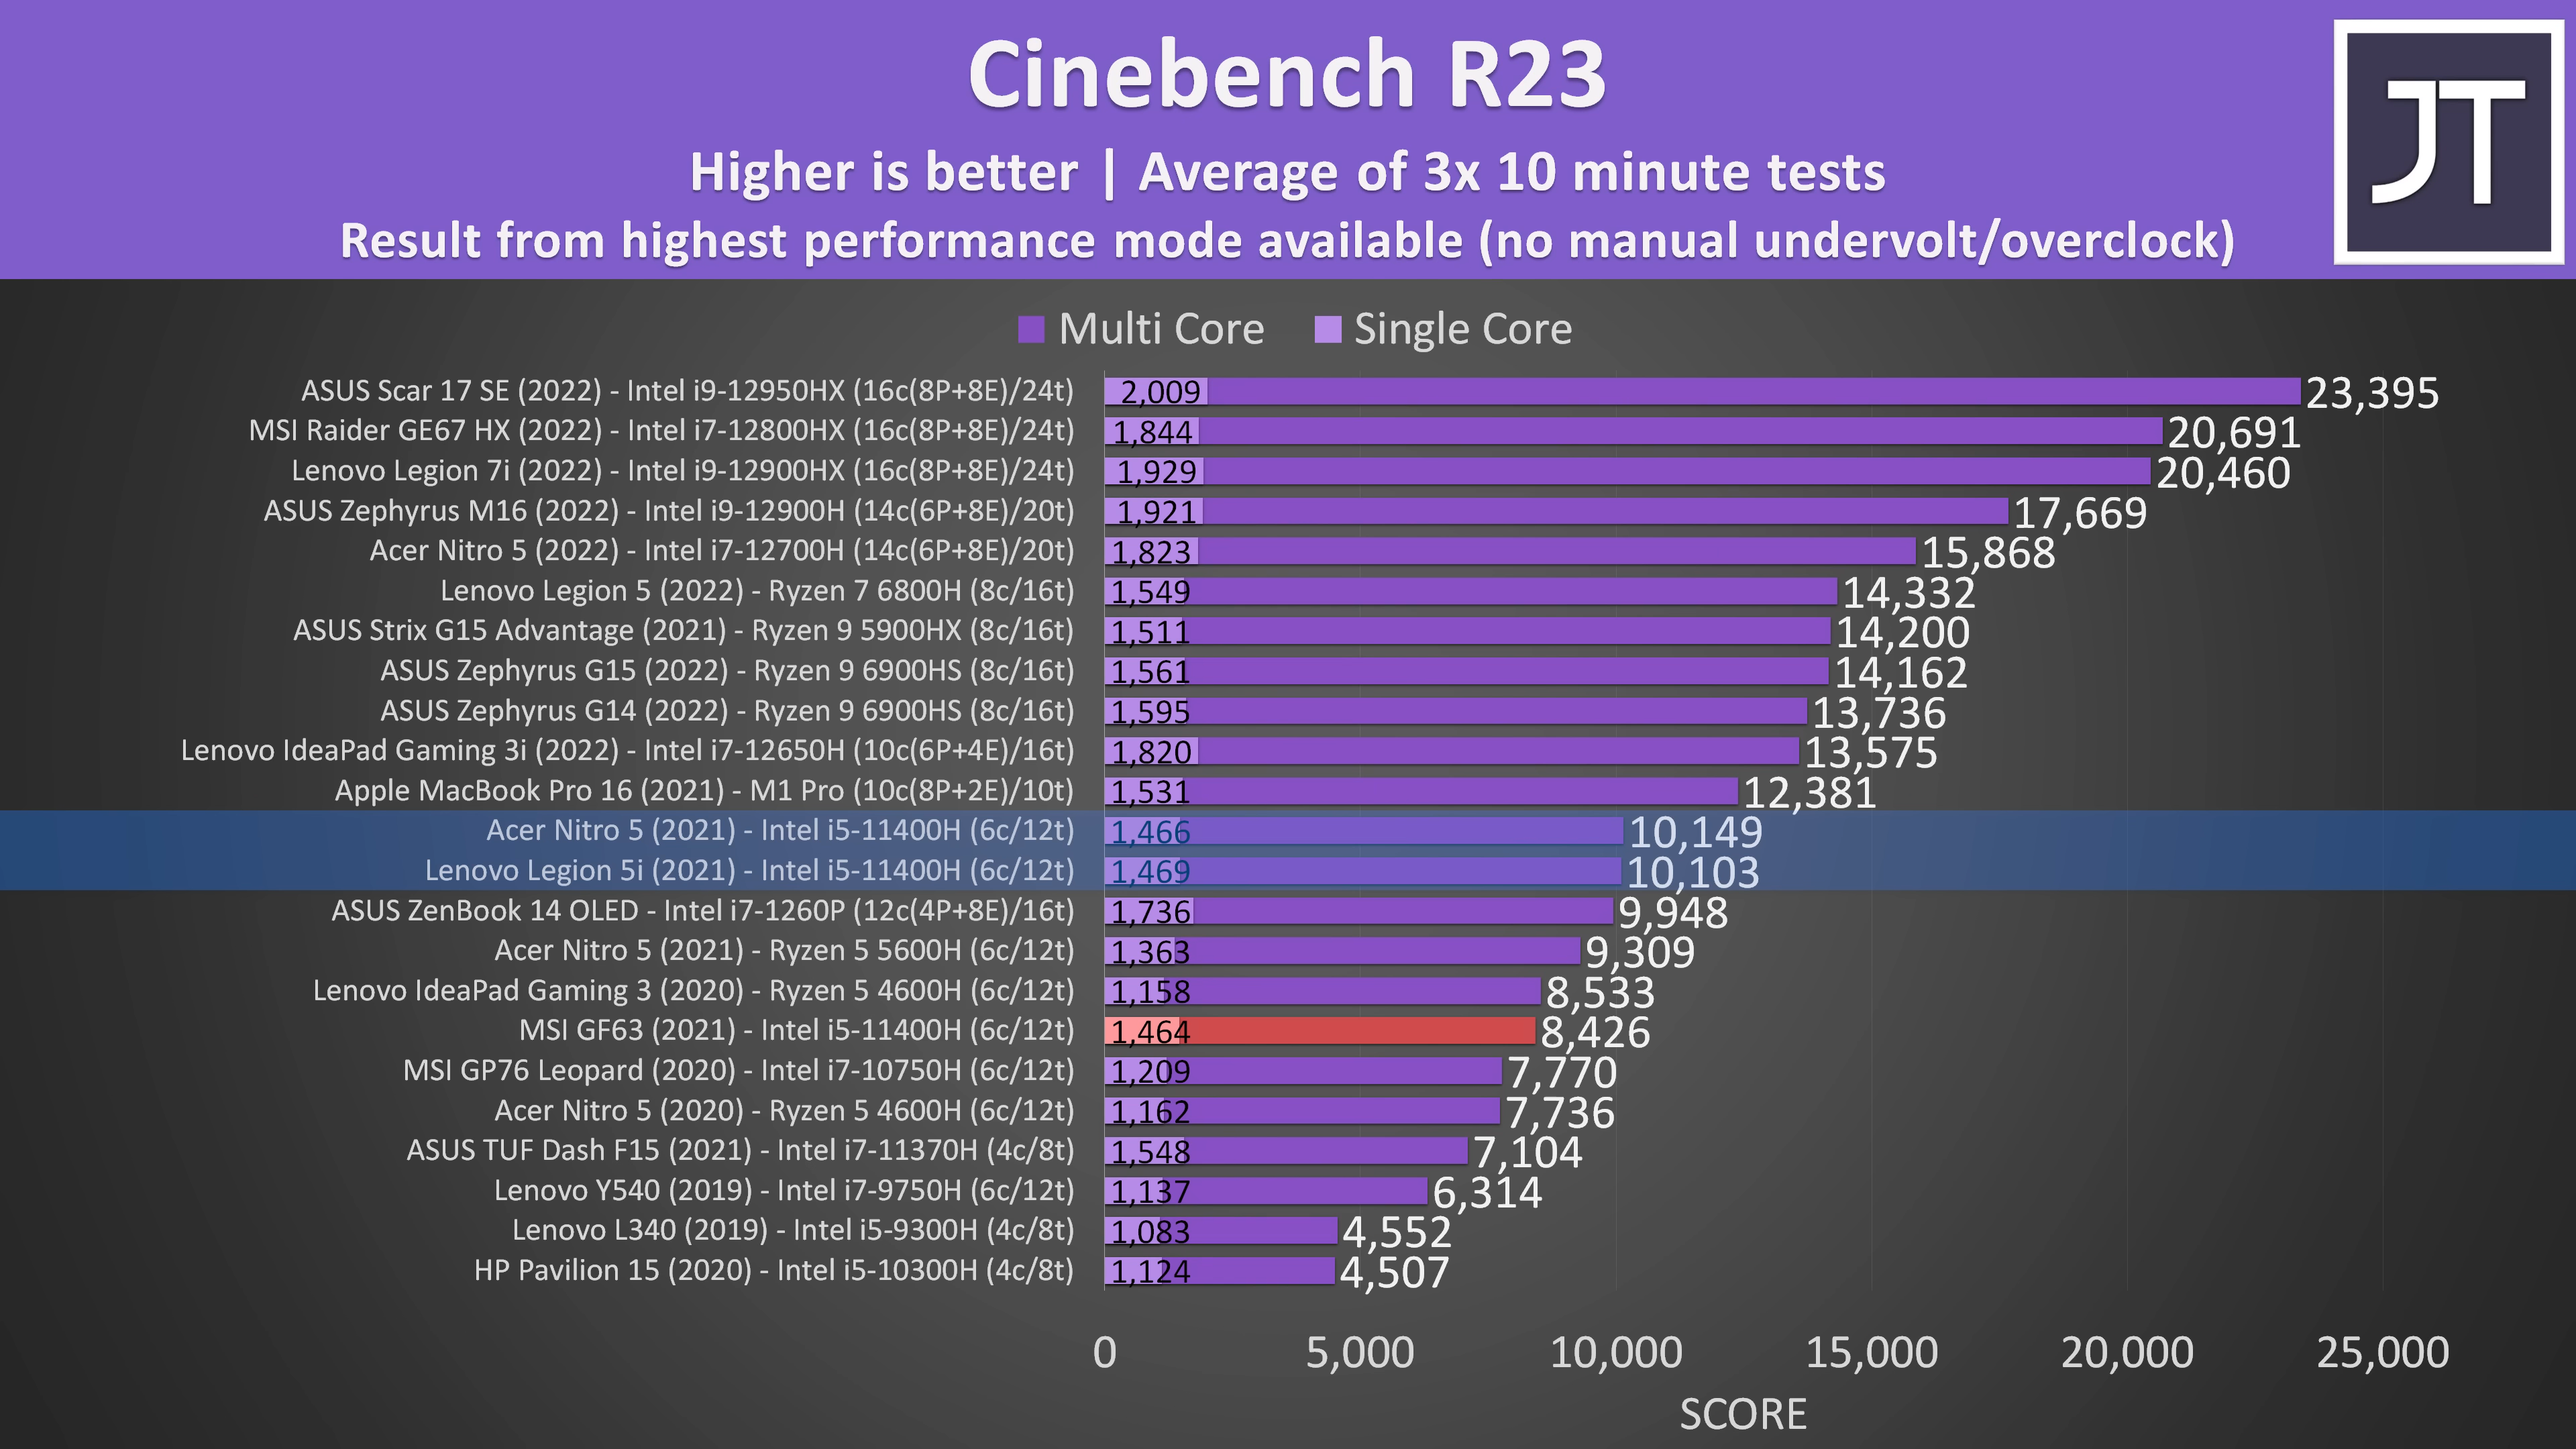 Cinebench R23
Higher is better | Average of 3x 10 minute tests
Result from highest performance mode available (no manual undervolt/overclock)
JT
Multi Core Single Core
ASUS Scar 17 SE (2022) - Intel i9-12950HX (16c(8P+8E)/24t) 2,009 23,395
MSI Raider GE67 HX (2022) - Intel i7-12800HX (16c(8P+8E)/24t) 1,844 20,691
Lenovo Legion 7i (2022) - Intel i9-12900HX (16c(8P+8E)/24t) 1,929 20,460
ASUS Zephyrus M16 (2022) - Intel i9-12900H (14c(6P+8E)/20t) 1,921 17,669
Acer Nitro 5 (2022) - Intel i7-12700H (14c(6P+8E)/20t) 1,823 15,868
Lenovo Legion 5 (2022) - Ryzen 7 6800H (8c/16t) 1,549 14,332
ASUS Strix G15 Advantage (2021) - Ryzen 9 5900HX (8c/16t) 1,511 14,200
ASUS Zephyrus G15 (2022) - Ryzen 9 6900HS (8c/16t) 1,561 14,162
ASUS Zephyrus G14 (2022) - Ryzen 9 6900HS (8c/16t) 1,595 13,736
Lenovo IdeaPad Gaming 3i (2022) - Intel i7-12650H (10c(6P+4E)/16t) 1,820 13,575
Apple MacBook Pro 16 (2021) - M1 Pro (10c(8P+2E)/10t) 1,531 12,381
Acer Nitro 5 (2021) - Intel i5-11400H (6c/12t) 1,466 10,149
Lenovo Legion 5i (2021) - Intel i5-11400H (6c/12t) 1,469 10,103
ASUS ZenBook 14 OLED - Intel i7-1260P (12c(4P+8E)/16t) 1,736 9,948
Acer Nitro 5 (2021) - Ryzen 5 5600H (6c/12t) 1,363 9,309
Lenovo IdeaPad Gaming 3 (2020) - Ryzen 5 4600H (6c/12t) 1,158 8,533
MSI GF63 (2021) - Intel i5-11400H (6c/12t) 1,464 8,426
MSI GP76 Leopard (2020) - Intel i7-10750H (6c/12t) 1,209 7,770
Acer Nitro 5 (2020) - Ryzen 5 4600H (6c/12t) 1,162 7,736
ASUS TUF Dash F15 (2021) - Intel i7-11370H (4c/8t) 1,548 7,104
Lenovo Y540 (2019) - Intel i7-9750H (6c/12t) 1,137 6,314
Lenovo L340 (2019) - Intel i5-9300H (4c/8t) 1,083 4,552
HP Pavilion 15 (2020) - Intel i5-10300H (4c/8t) 1,124 4,507
0 5,000 10,000 15,000 20,000 25,000
SCORE